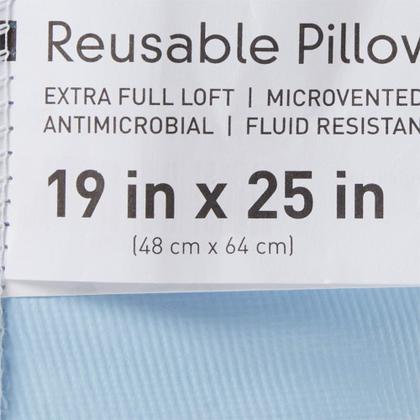 Reusable Pillow
EXTRA FULL LOFT | MICROVENTED
ANTIMICROBIAL | FLUID RESISTAN
19 in x 25 in
(48 cm x 64 cm)